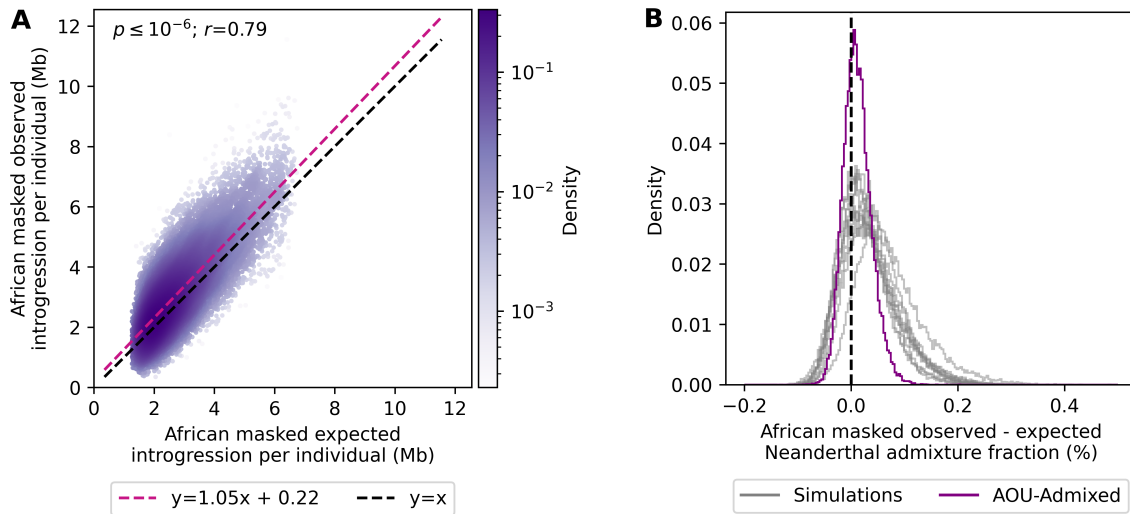 A
p ≤ 10⁻⁶; r=0.79
African masked observed
introgression per individual (Mb)
12
10
8
6
4
2
0
0 2 4 6 8 10 12
African masked expected
introgression per individual (Mb)
10⁻¹
10⁻²
10⁻³
Density
y=1.05x + 0.22 y=x
B
Density
0.06
0.05
0.04
0.03
0.02
0.01
0.00
−0.2 0.0 0.2 0.4
African masked observed - expected
Neanderthal admixture fraction (%)
Simulations AOU-Admixed